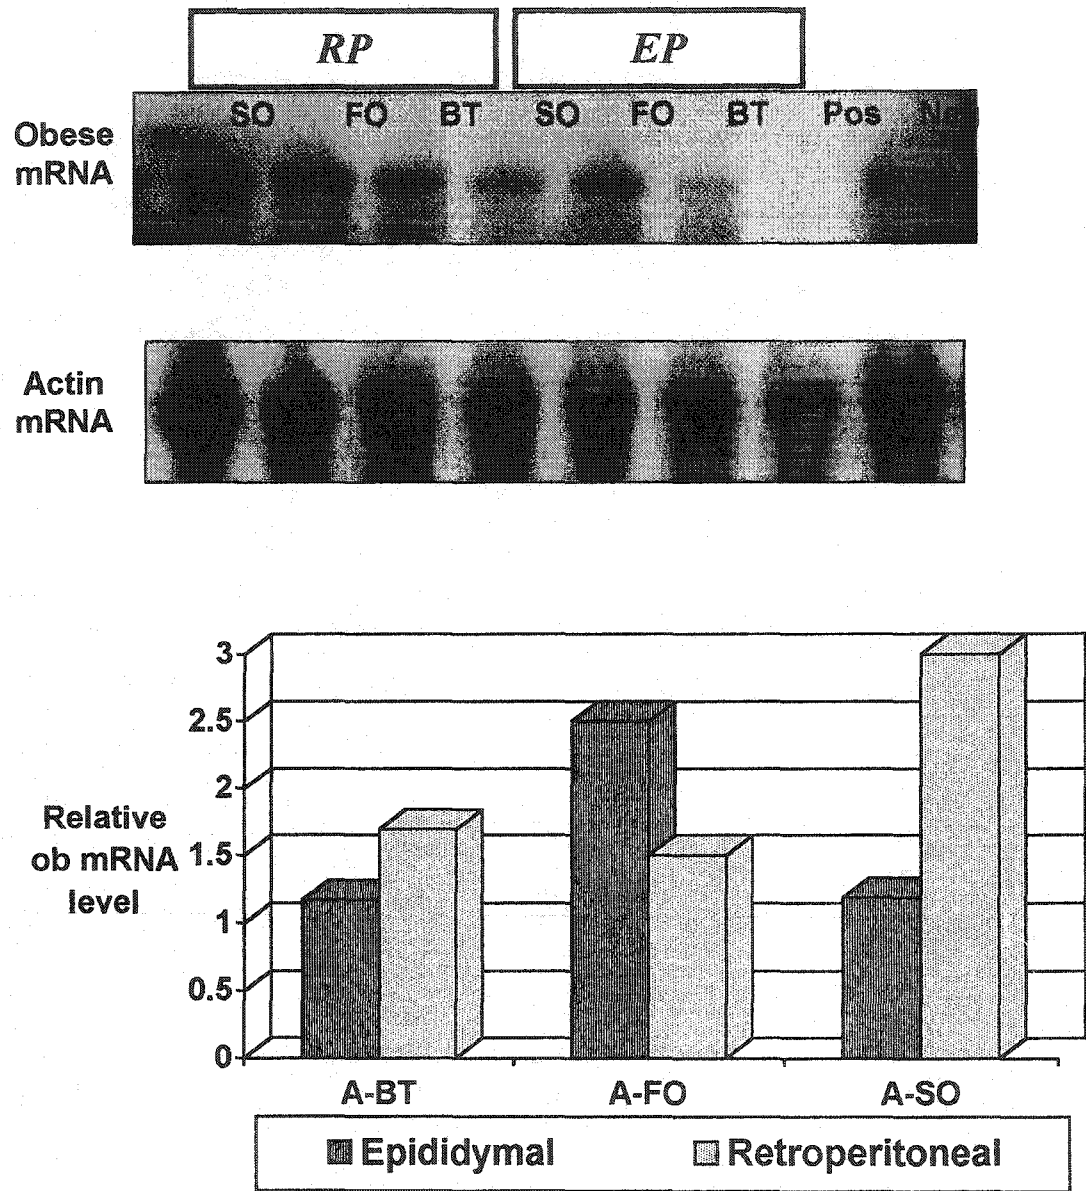 RP EP
SO FO BT SO FO BT Pos
Obese
mRNA
Actin
mRNA
3
2.5
2
1.5
1
0.5
0
Relative
ob mRNA
level
A-BT A-FO A-SO
Epididymal Retroperitoneal